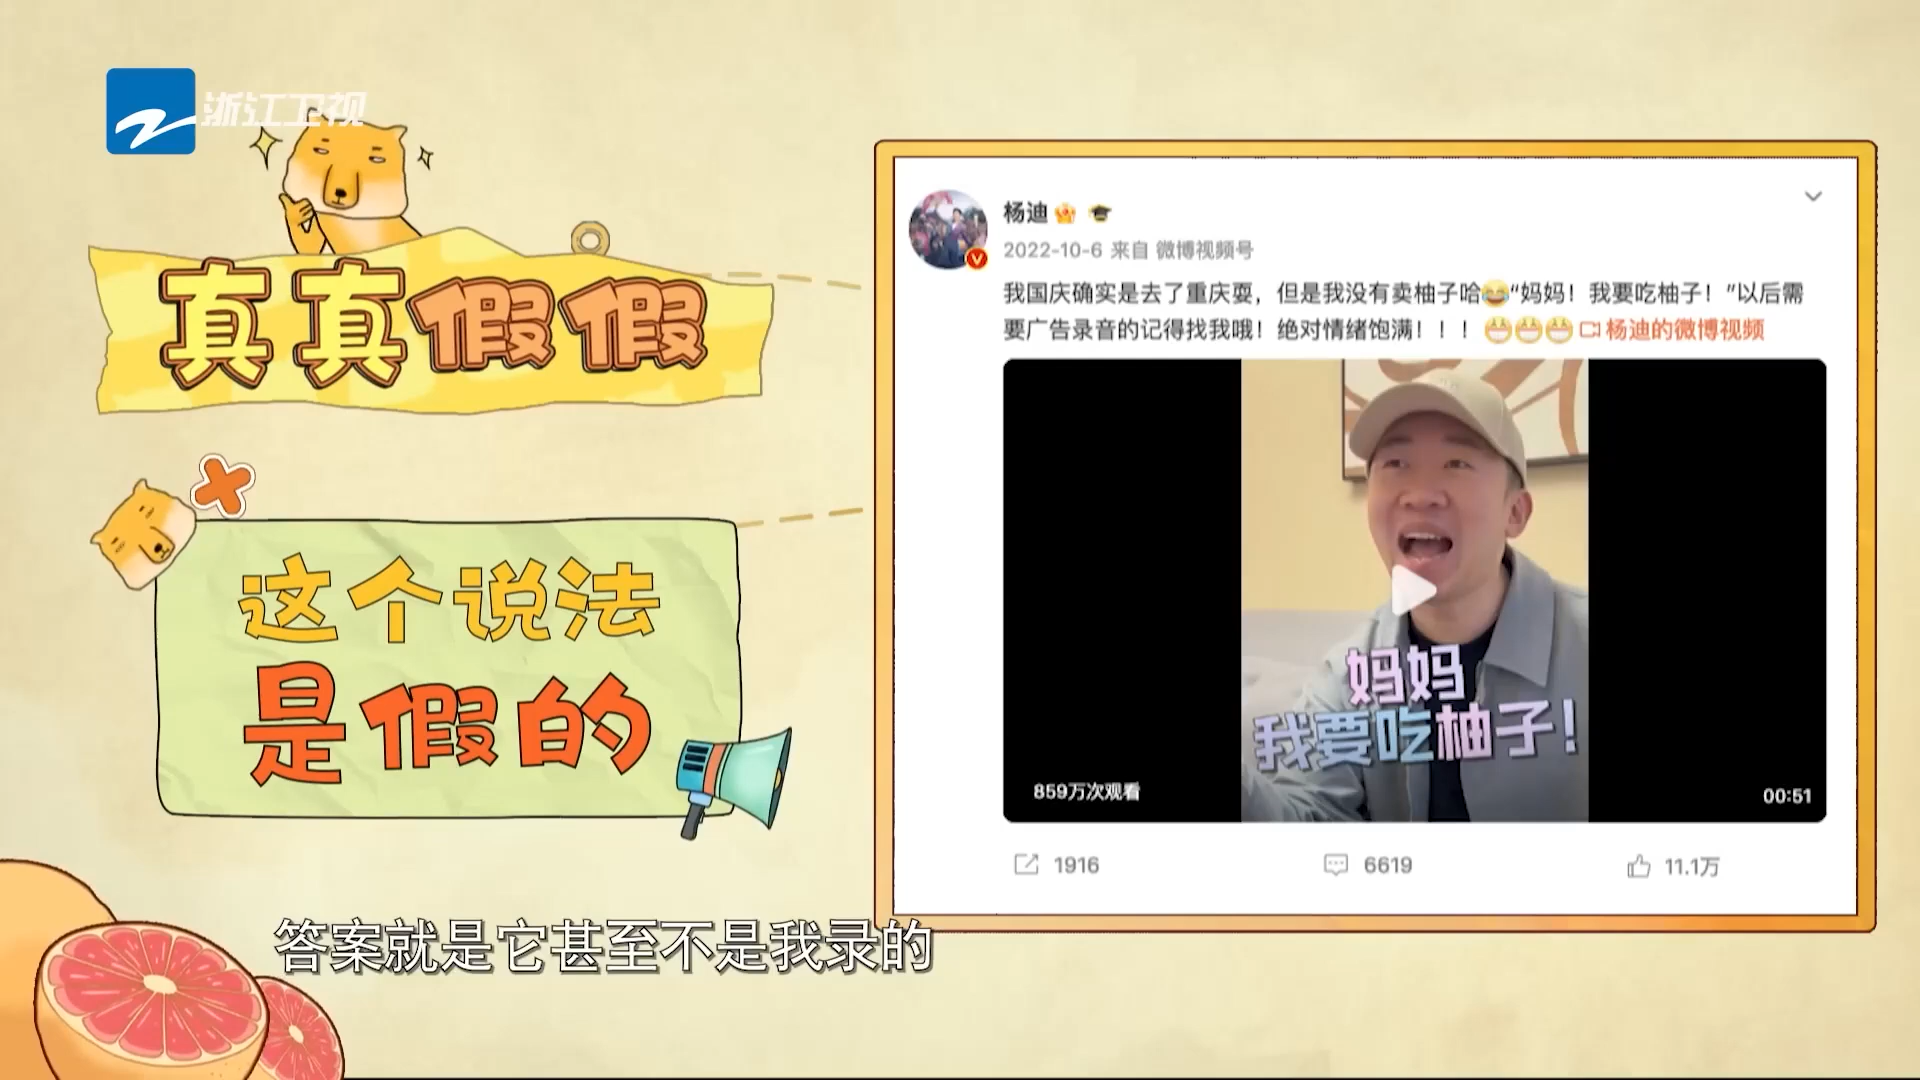 浙江卫视
真真假假
这个说法
是假的
杨迪
2022-10-6 来自 微博视频号
我国庆确实是去了重庆耍，但是我没有卖柚子哈😂“妈妈！我要吃柚子！”以后需
要广告录音的记得找我哦！绝对情绪饱满！！！😁😁😁杨迪的微博视频
妈妈
我要吃柚子！
859万次观看
00:51
1916
6619
11.1万
答案就是它甚至不是我录的